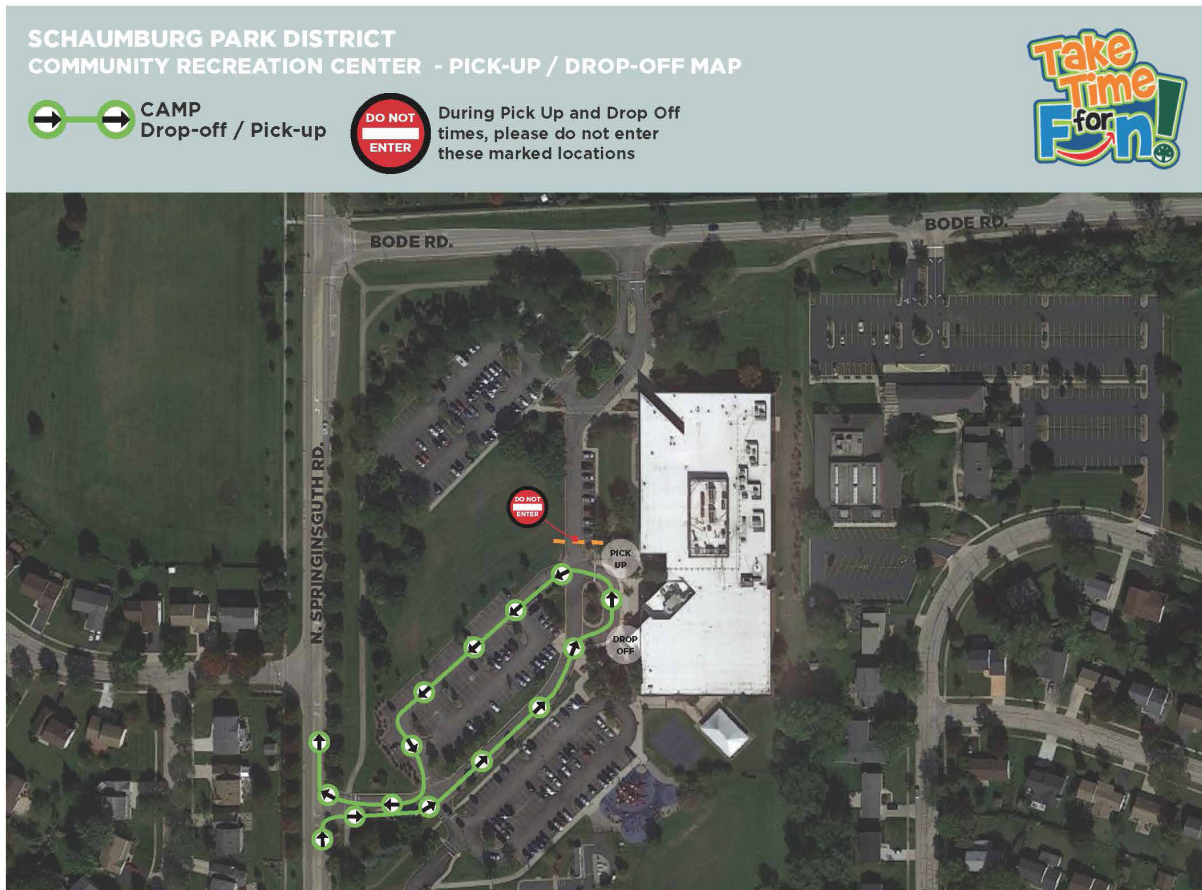 SCHAUMBURG PARK DISTRICT
COMMUNITY RECREATION CENTER - PICK-UP / DROP-OFF MAP
CAMP
Drop-off / Pick-up
DO NOT
ENTER
During Pick Up and Drop Off
times, please do not enter
these marked locations
Take
Time
for
Fun!
BODE RD.
BODE RD.
N. SPRINGINSGUTH RD.
DO NOT
ENTER
PICK
UP
DROP
OFF